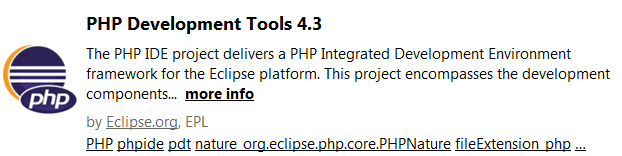 PHP Development Tools 4.3
The PHP IDE project delivers a PHP Integrated Development Environment
framework for the Eclipse platform. This project encompasses the development
components... more info
php
by Eclipse.org, EPL
PHP phpide pdt nature_org.eclipse.php.core.PHPNature fileExtension_php ...